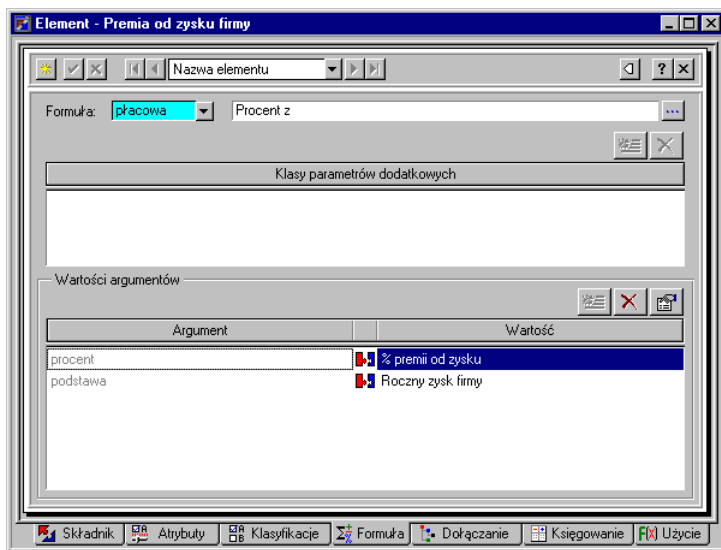 Element - Premia od zysku firmy
Nazwa elementu
?
Formuła: płacowa Procent z ...
Klasy parametrów dodatkowych
Wartości argumentów
Argument Wartość
procent % premii od zysku
podstawa Roczny zysk firmy
Składnik Atrybuty Klasyfikacje Formuła Dołączanie Księgowanie F(X) Użycie